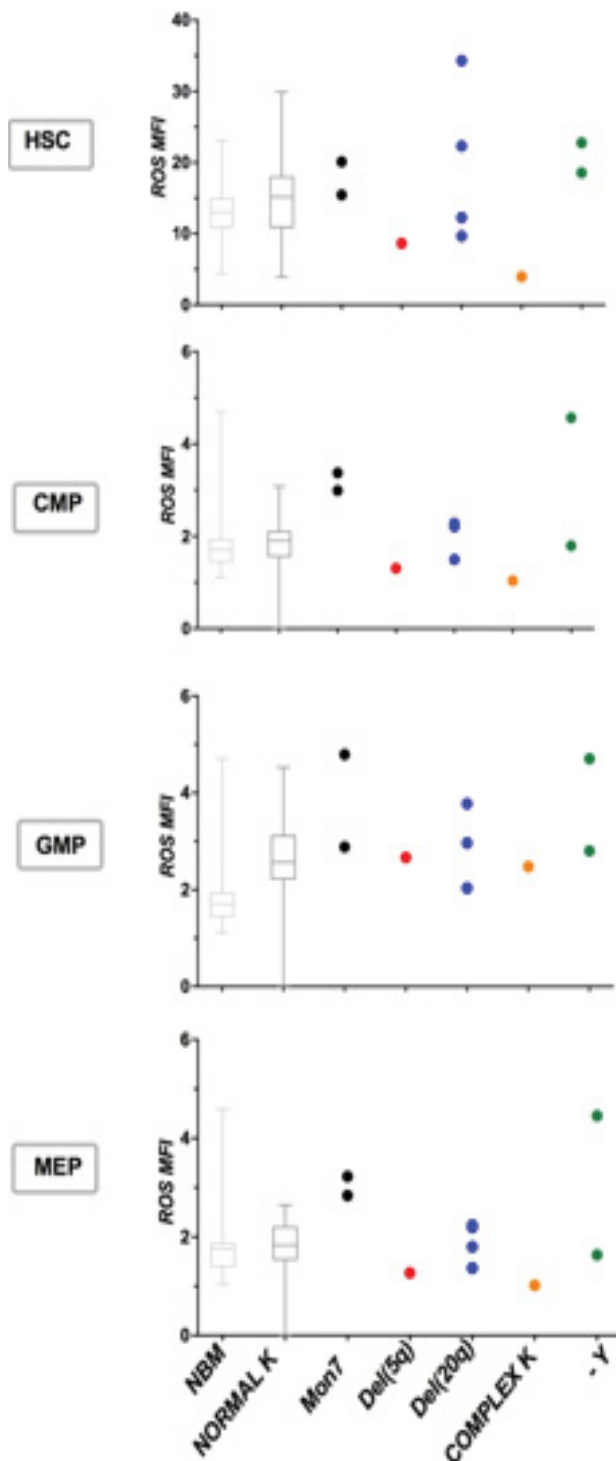 HSC
ROS MFI
40
30
20
10
0
CMP
ROS MFI
6
4
2
0
GMP
ROS MFI
6
4
2
0
MEP
ROS MFI
6
4
2
0
NBM
NORMAL K
Mon7
Del(5q)
Del(20q)
COMPLEX K
- Y